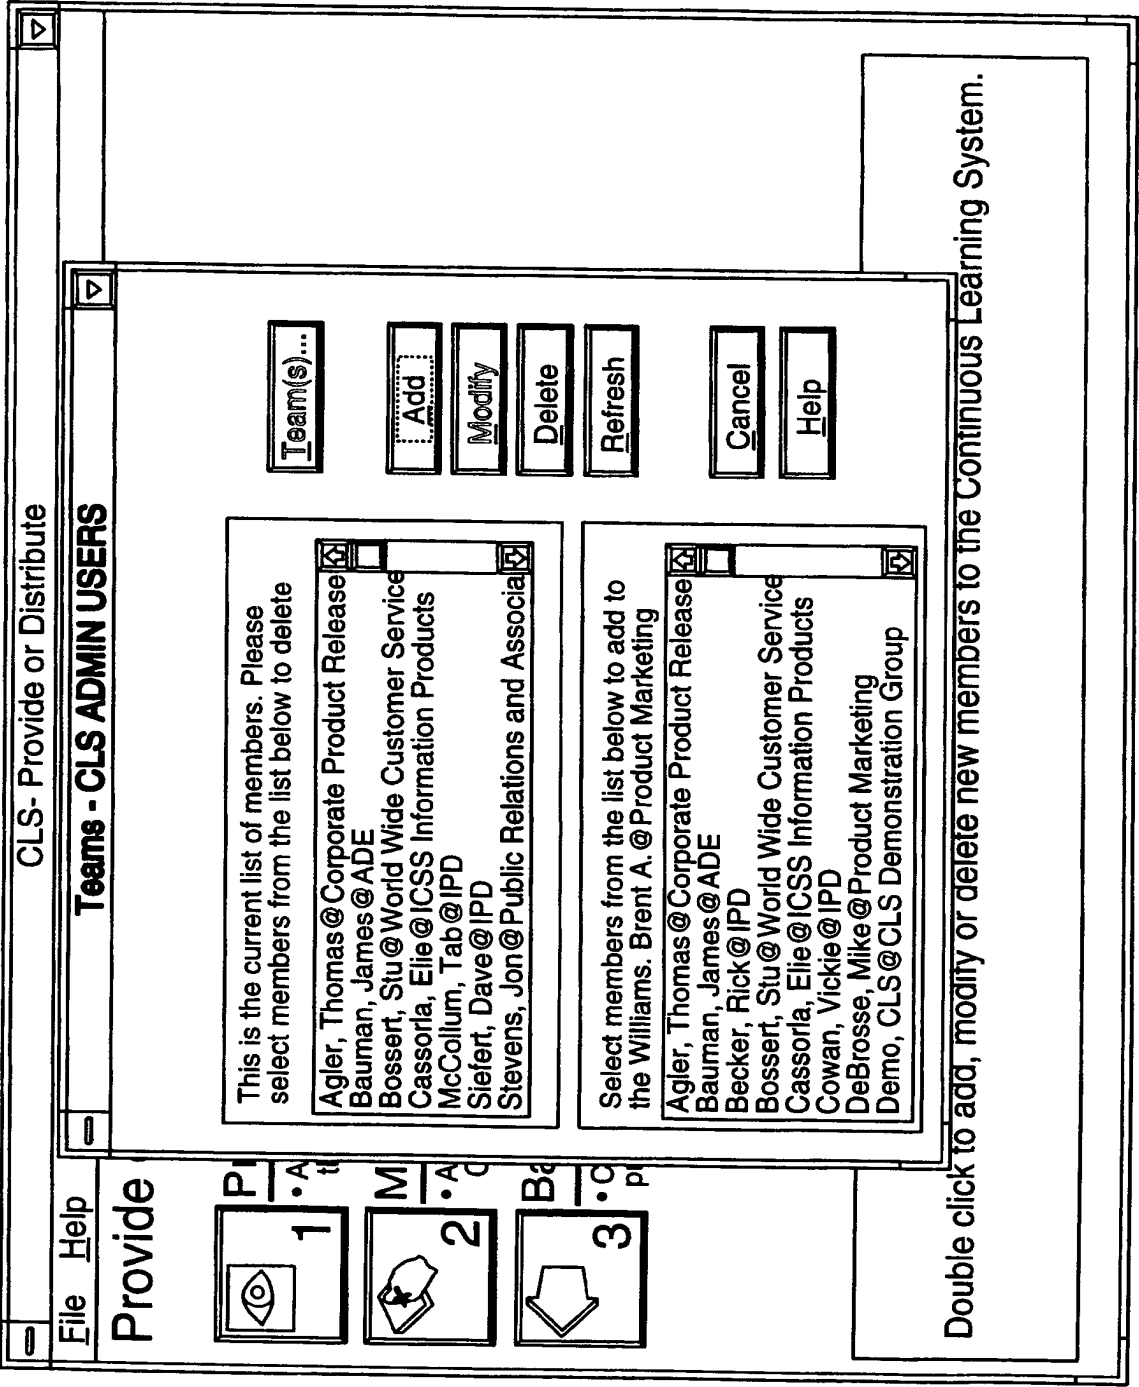 CLS- Provide or Distribute
File Help
Provide
Teams - CLS ADMIN USERS
This is the current list of members. Please
select members from the list below to delete
Agler, Thomas@Corporate Product Release
Bauman, James@ADE
Bossert, Stu@World Wide Customer Service
Cassorla, Elie@ICSS Information Products
McCollum, Tab@IPD
Siefert, Dave@IPD
Stevens, Jon@Public Relations and Associa
Select members from the list below to add to
the Williams. Brent A.@Product Marketing
Agler, Thomas@Corporate Product Release
Bauman, James@ADE
Becker, Rick@IPD
Bossert, Stu@World Wide Customer Service
Cassorla, Elie@ICSS Information Products
Cowan, Vickie@IPD
DeBrosse, Mike@Product Marketing
Demo, CLS@CLS Demonstration Group
Team(s)...
Add
Modify
Delete
Refresh
Cancel
Help
1
2
M
• A
3
Ba
• C
Double click to add, modify or delete new members to the Continuous Learning System.